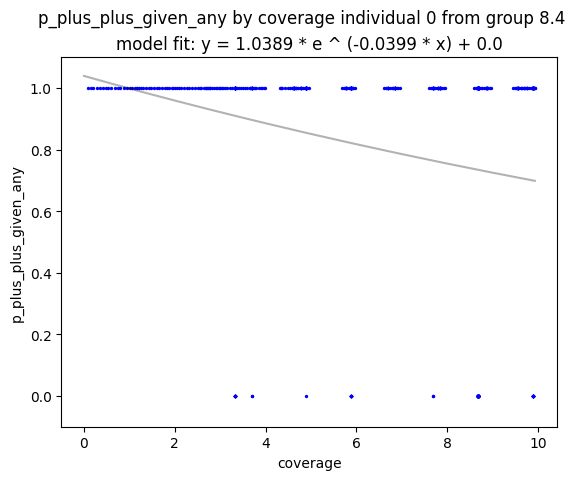 p_plus_plus_given_any by coverage individual 0 from group 8.4
model fit: y = 1.0389 * e ^ (-0.0399 * x) + 0.0
1.0
0.8
0.6
0.4
0.2
0.0
p_plus_plus_given_any
0 2 4 6 8 10
coverage